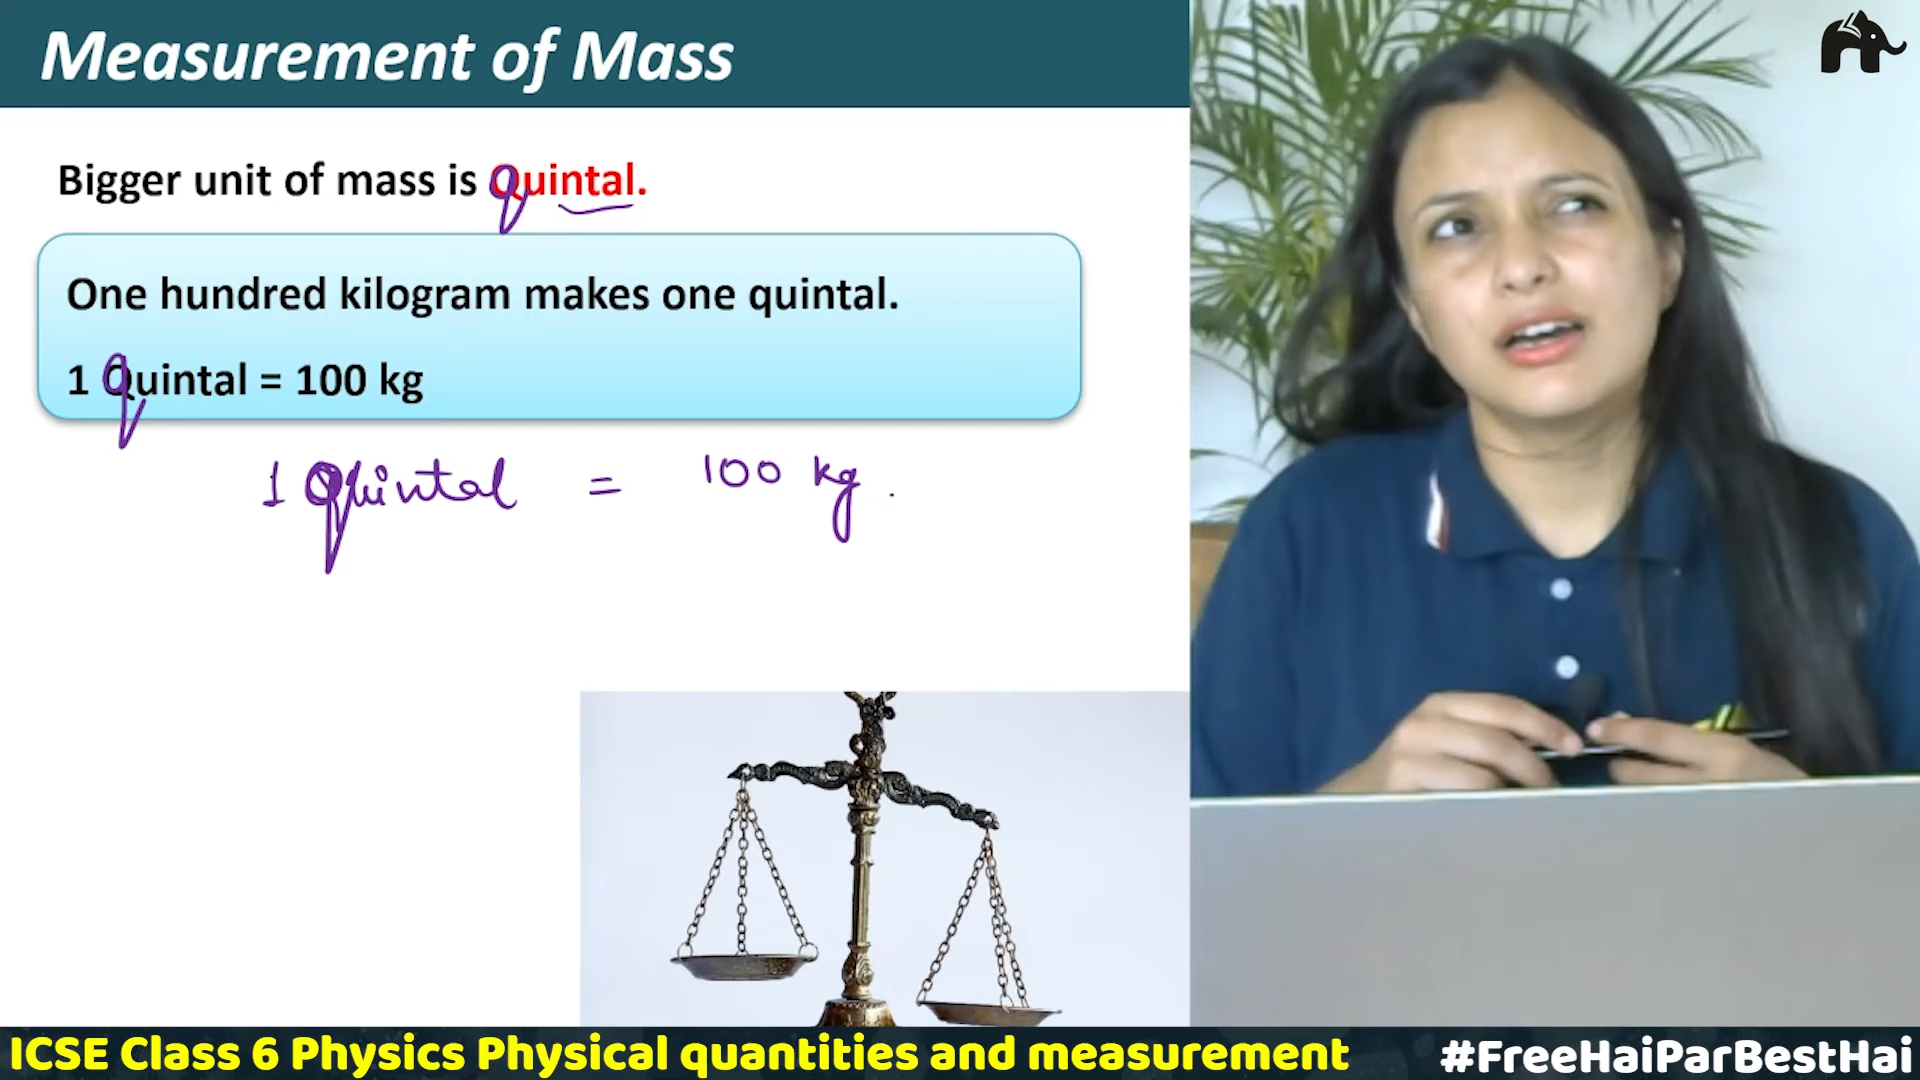 Measurement of Mass
Bigger unit of mass is quintal.
One hundred kilogram makes one quintal.
1 quintal = 100 kg
1 quintal = 100 kg.
ICSE Class 6 Physics Physical quantities and measurement
#FreeHaiParBestHai